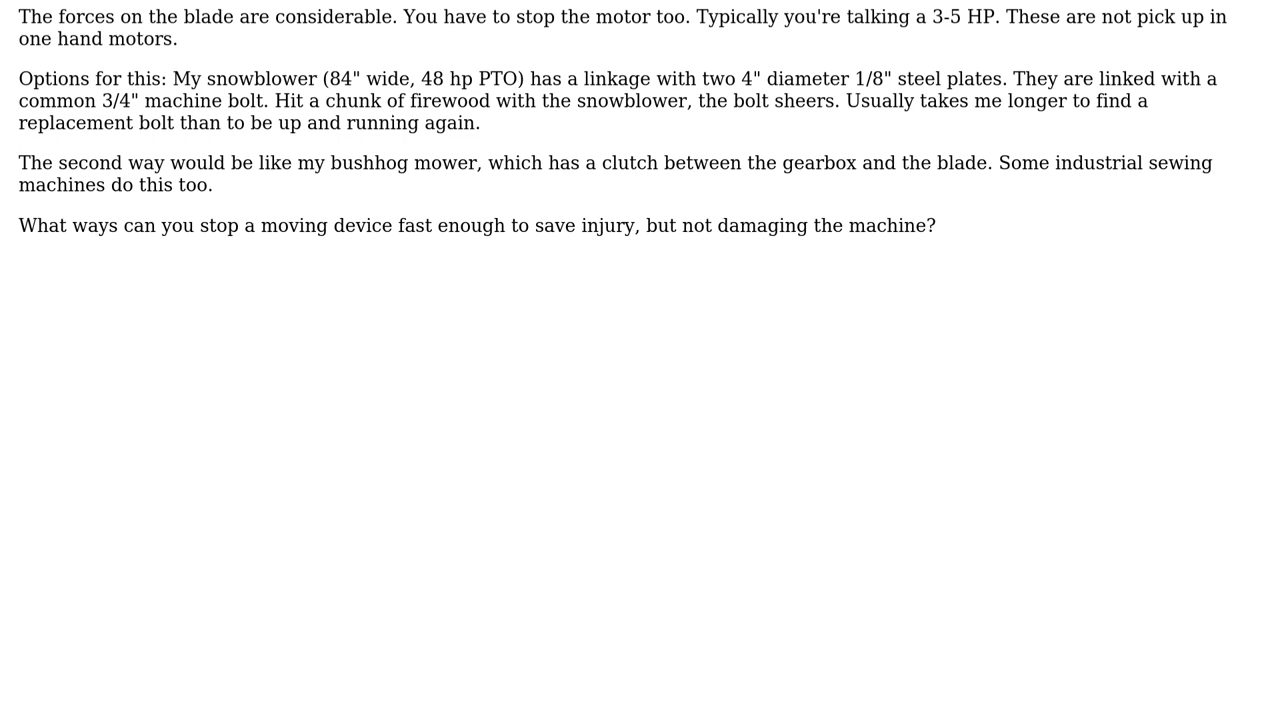 The forces on the blade are considerable. You have to stop the motor too. Typically you're talking a 3-5 HP. These are not pick up in
one hand motors.
Options for this: My snowblower (84" wide, 48 hp PTO) has a linkage with two 4" diameter 1/8" steel plates. They are linked with a
common 3/4" machine bolt. Hit a chunk of firewood with the snowblower, the bolt sheers. Usually takes me longer to find a
replacement bolt than to be up and running again.
The second way would be like my bushhog mower, which has a clutch between the gearbox and the blade. Some industrial sewing
machines do this too.
What ways can you stop a moving device fast enough to save injury, but not damaging the machine?